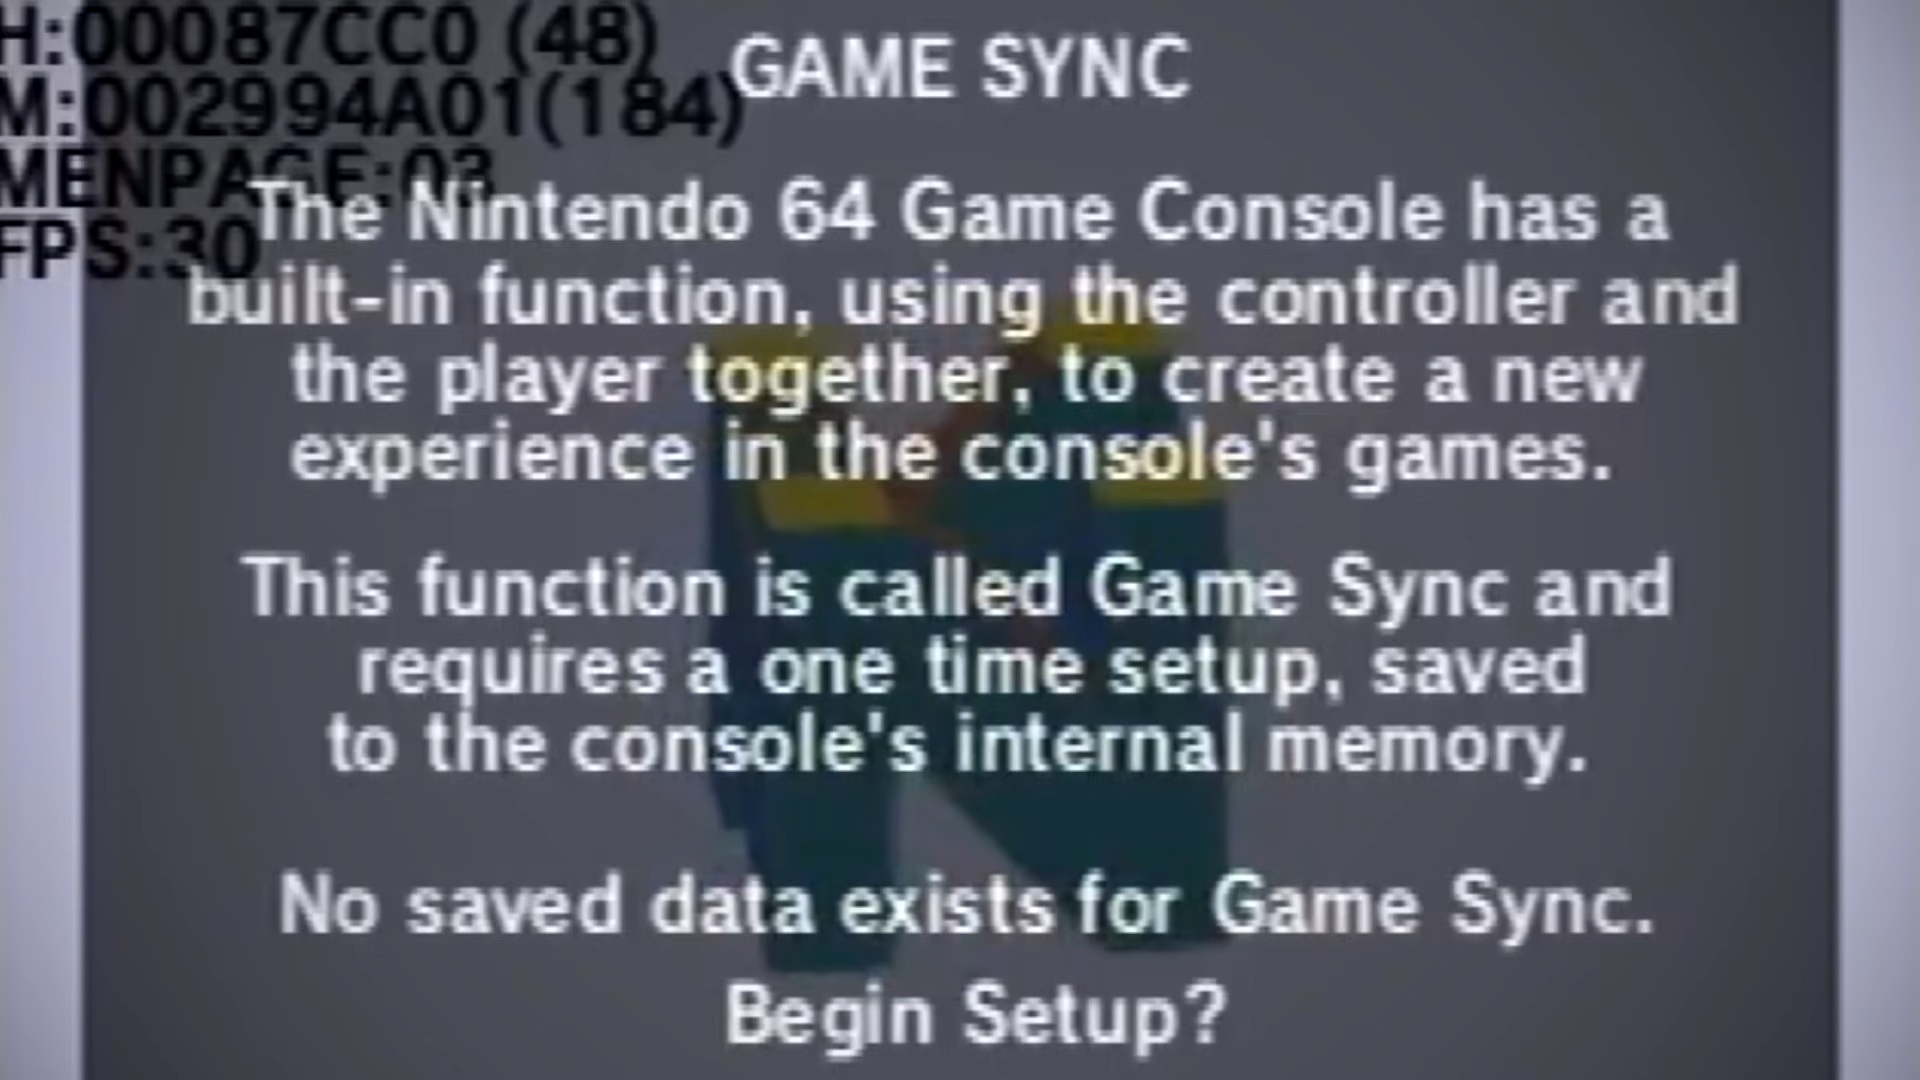 H:00087CC0 (48)
M:002994A01(184)
MENPAGE:03
FPS:30
GAME SYNC
The Nintendo 64 Game Console has a
built-in function, using the controller and
the player together, to create a new
experience in the console's games.
This function is called Game Sync and
requires a one time setup, saved
to the console's internal memory.
No saved data exists for Game Sync.
Begin Setup?